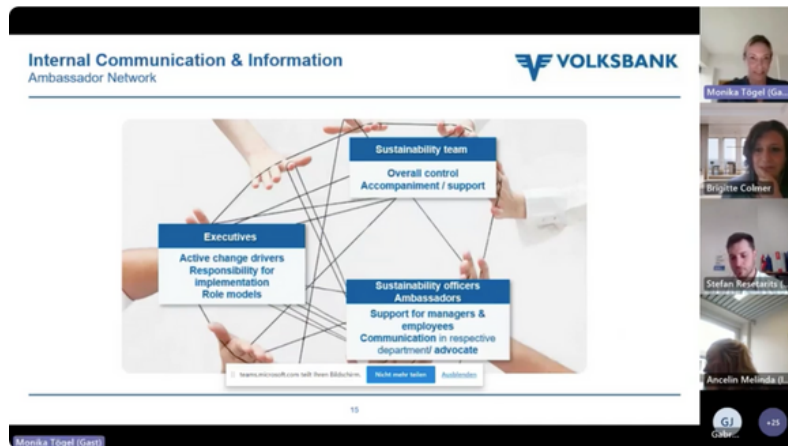 Internal Communication & Information
Ambassador Network
VOLKSBANK
Sustainability team
Overall control
Accompaniment / support
Executives
Active change drivers
Responsibility for
implementation
Role models
Sustainability officers
Ambassadors
Support for managers &
employees
Communication in respective
department/ advocate
teams.microsoft.com teilt Ihren Bildschirm.
Nicht mehr teilen
Ausblenden
15
Monika Tögel (Gast)
Monika Tögel (Ga...
Brigitte Colmer
Stefan Resetarits (...
Ancelin Melinda (I...
GJ
Gabr...
+25